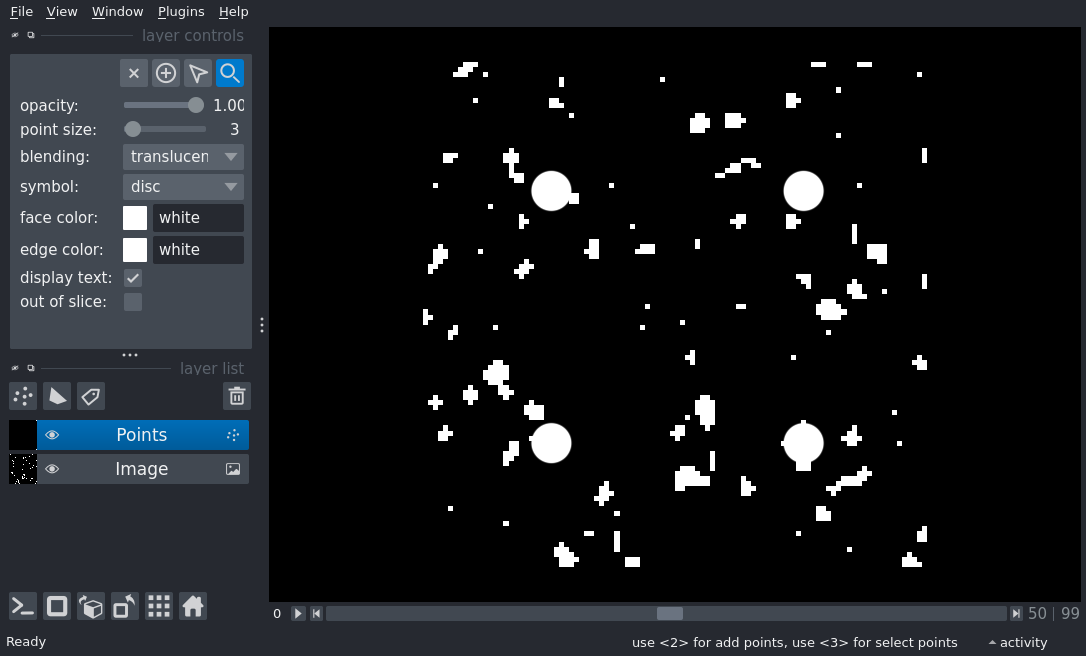 File View Window Plugins Help
layer controls
opacity: 1.00
point size: 3
blending: translucen
symbol: disc
face color: white
edge color: white
display text:
out of slice:
layer list
Points
Image
0 50 99
Ready use <2> for add points, use <3> for select points activity